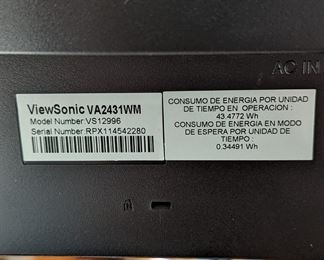 AC IN
ViewSonic VA2431WM
Model Number:VS12996
Serial Number:RPX114542280
CONSUMO DE ENERGIA POR UNIDAD
DE TIEMPO EN OPERACION :
43.4772 Wh
CONSUMO DE ENERGIA EN MODO
DE ESPERA POR UNIDAD DE
TIEMPO :
0.34491 Wh